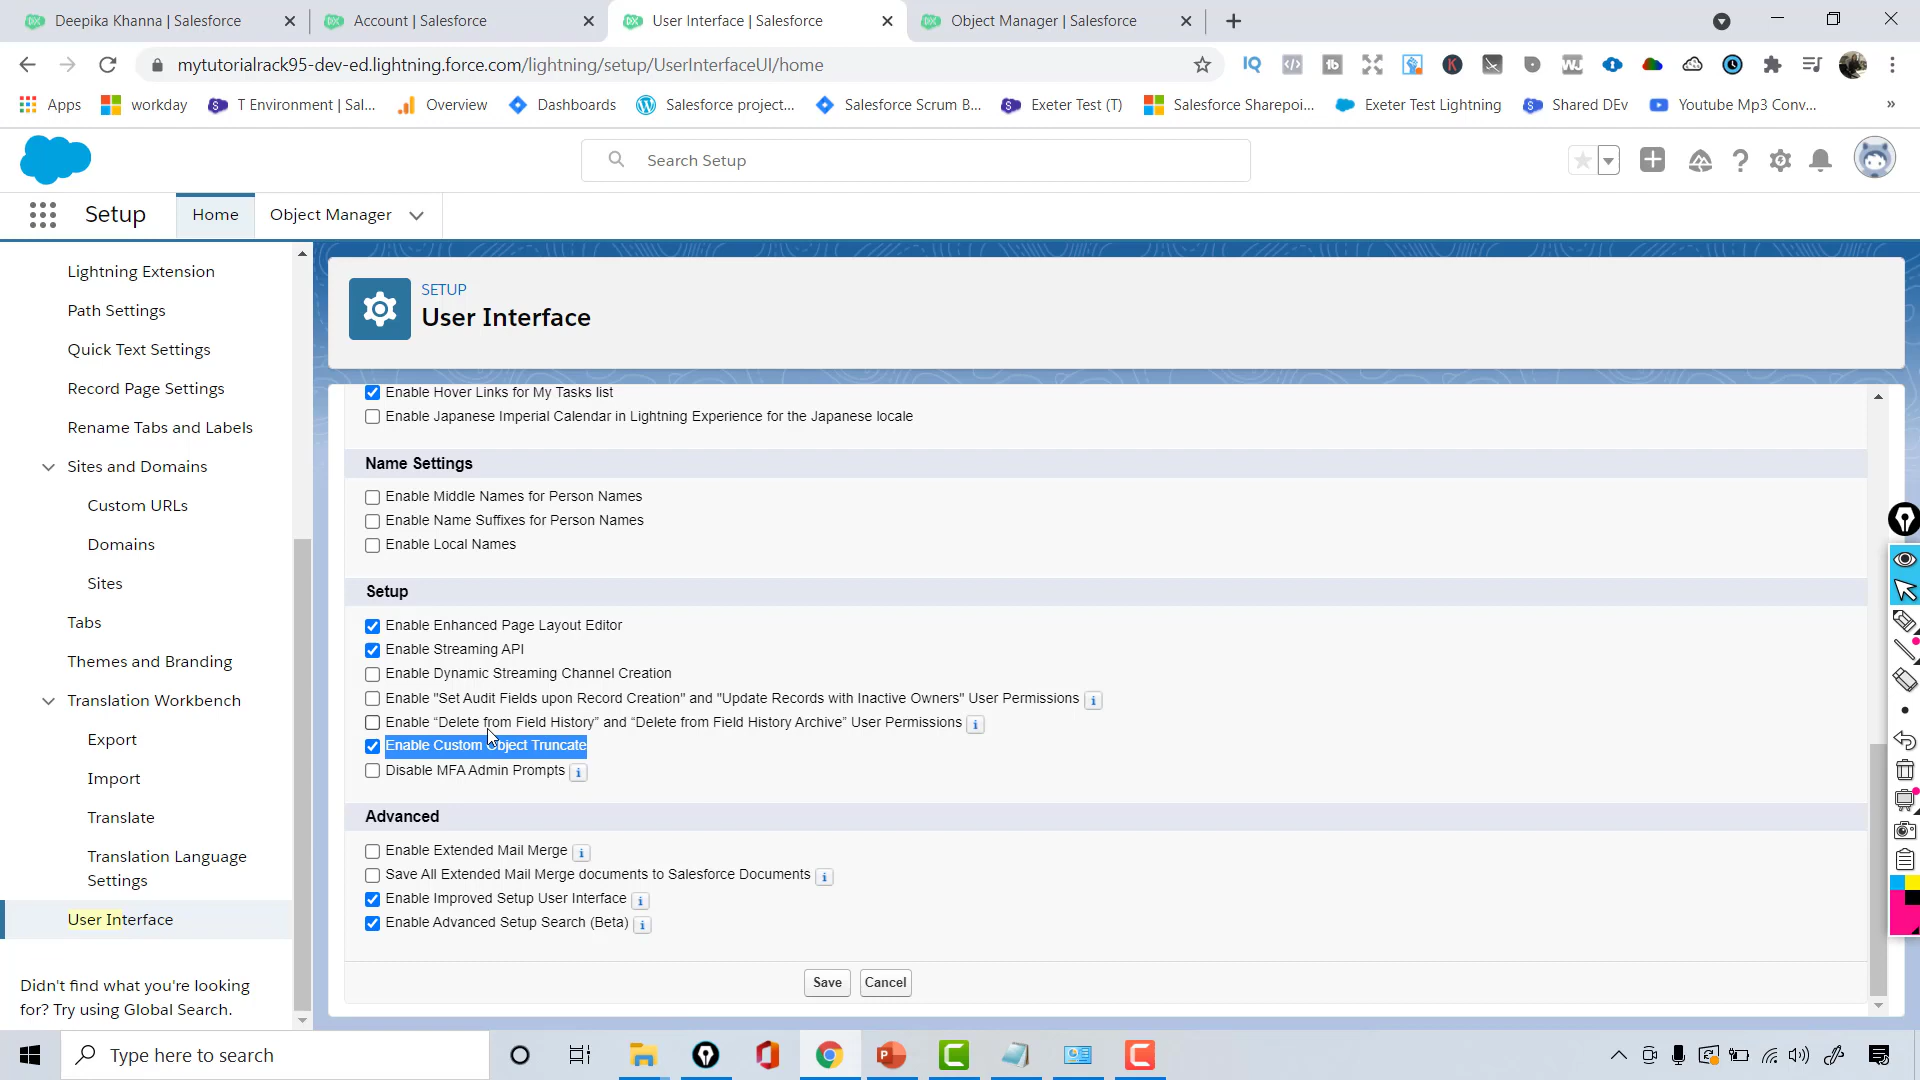 Deepika Khanna | Salesforce
Account | Salesforce
User Interface | Salesforce
Object Manager | Salesforce
mytutorialrack95-dev-ed.lightning.force.com/lightning/setup/UserInterfaceUI/home
Apps
workday
T Environment | Sal...
Overview
Dashboards
Salesforce project...
Salesforce Scrum B...
Exeter Test (T)
Salesforce Sharepoi...
Exeter Test Lightning
Shared DEv
Youtube Mp3 Conv...
»
Search Setup
Setup
Home
Object Manager
Lightning Extension
Path Settings
Quick Text Settings
Record Page Settings
Rename Tabs and Labels
Sites and Domains
Custom URLs
Domains
Sites
Tabs
Themes and Branding
Translation Workbench
Export
Import
Translate
Translation Language
Settings
User Interface
Didn't find what you're looking
for? Try using Global Search.
SETUP
User Interface
Enable Hover Links for My Tasks list
Enable Japanese Imperial Calendar in Lightning Experience for the Japanese locale
Name Settings
Enable Middle Names for Person Names
Enable Name Suffixes for Person Names
Enable Local Names
Setup
Enable Enhanced Page Layout Editor
Enable Streaming API
Enable Dynamic Streaming Channel Creation
Enable "Set Audit Fields upon Record Creation" and "Update Records with Inactive Owners" User Permissions
Enable “Delete from Field History” and “Delete from Field History Archive” User Permissions
Enable Custom Object Truncate
Disable MFA Admin Prompts
Advanced
Enable Extended Mail Merge
Save All Extended Mail Merge documents to Salesforce Documents
Enable Improved Setup User Interface
Enable Advanced Setup Search (Beta)
Save
Cancel
Type here to search